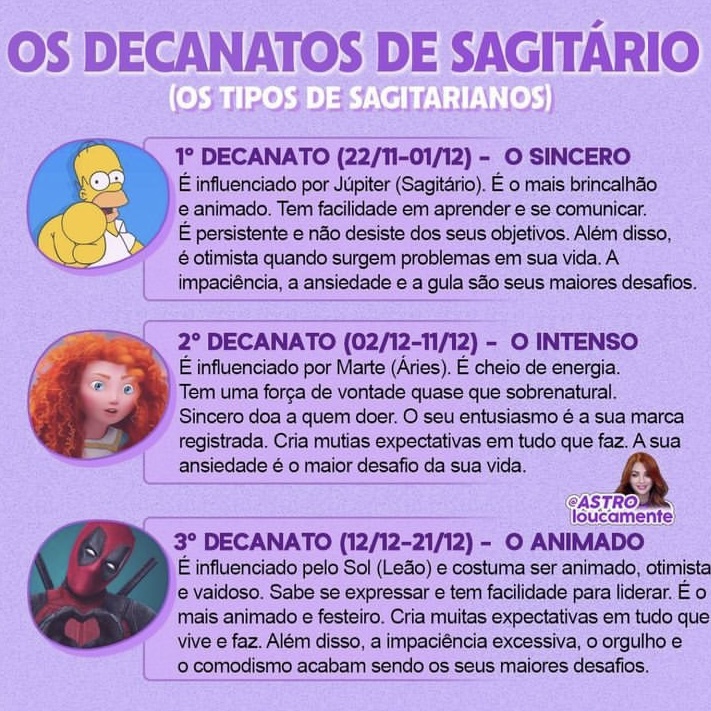 OS DECANATOS DE SAGITÁRIO
(OS TIPOS DE SAGITARIANOS)
1º DECANATO (22/11-01/12) - O SINCERO
É influenciado por Júpiter (Sagitário). É o mais brincalhão
e animado. Tem facilidade em aprender e se comunicar.
É persistente e não desiste dos seus objetivos. Além disso,
é otimista quando surgem problemas em sua vida. A
impaciência, a ansiedade e a gula são seus maiores desafios.
2º DECANATO (02/12-11/12) - O INTENSO
É influenciado por Marte (Áries). É cheio de energia.
Tem uma força de vontade quase que sobrenatural.
Sincero doa a quem doer. O seu entusiasmo é a sua marca
registrada. Cria mutias expectativas em tudo que faz. A sua
ansiedade é o maior desafio da sua vida.
@ASTRO
loucamente
3º DECANATO (12/12-21/12) - O ANIMADO
É influenciado pelo Sol (Leão) e costuma ser animado, otimista
e vaidoso. Sabe se expressar e tem facilidade para liderar. É o
mais animado e festeiro. Cria muitas expectativas em tudo que
vive e faz. Além disso, a impaciência excessiva, o orgulho e
o comodismo acabam sendo os seus maiores desafios.